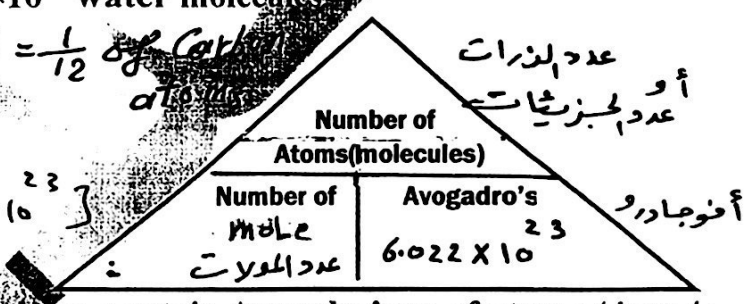 10 water molecules
= 1/12 of Carbon
atoms
عدد الذرات
أو
عدد الجزيئات
Number of
Atoms(molecules)
10^23]
Number of
mole
عدد المولات
Avogadro's
6.022 X 10^23
أفوجادرو